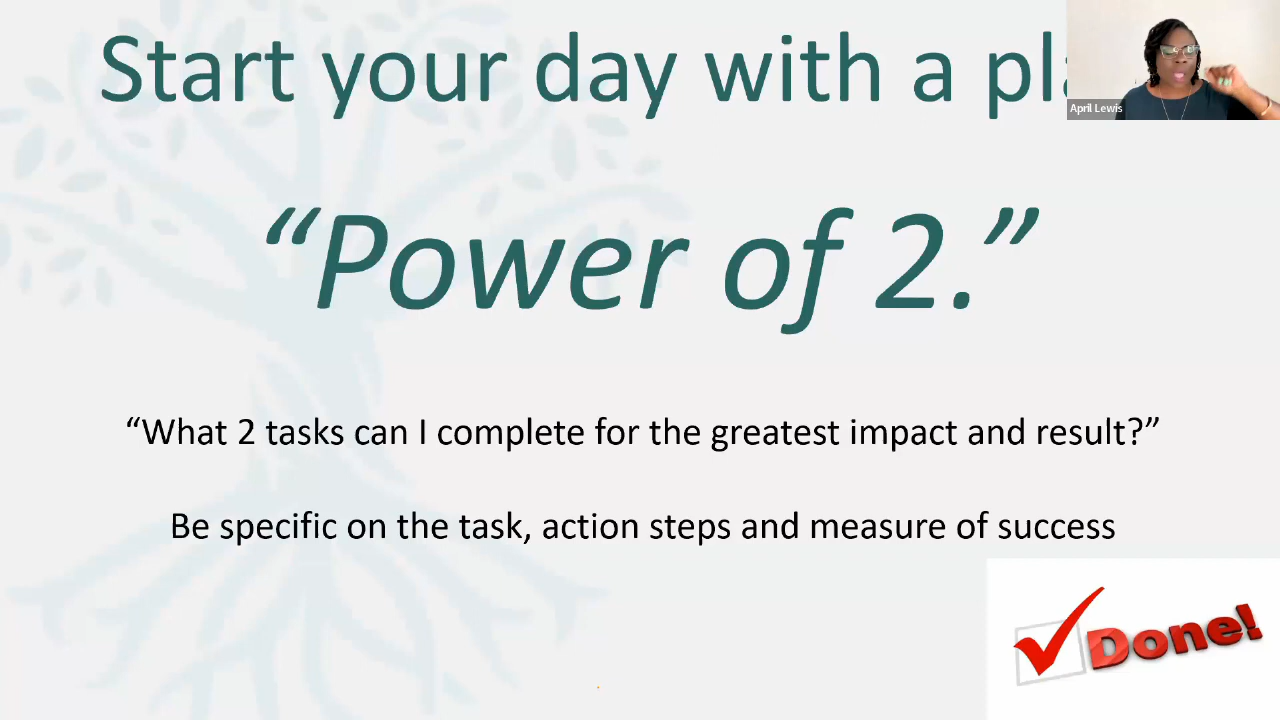 Start your day with a pla
April Lewis
“Power of 2.”
“What 2 tasks can I complete for the greatest impact and result?”
Be specific on the task, action steps and measure of success
Done!